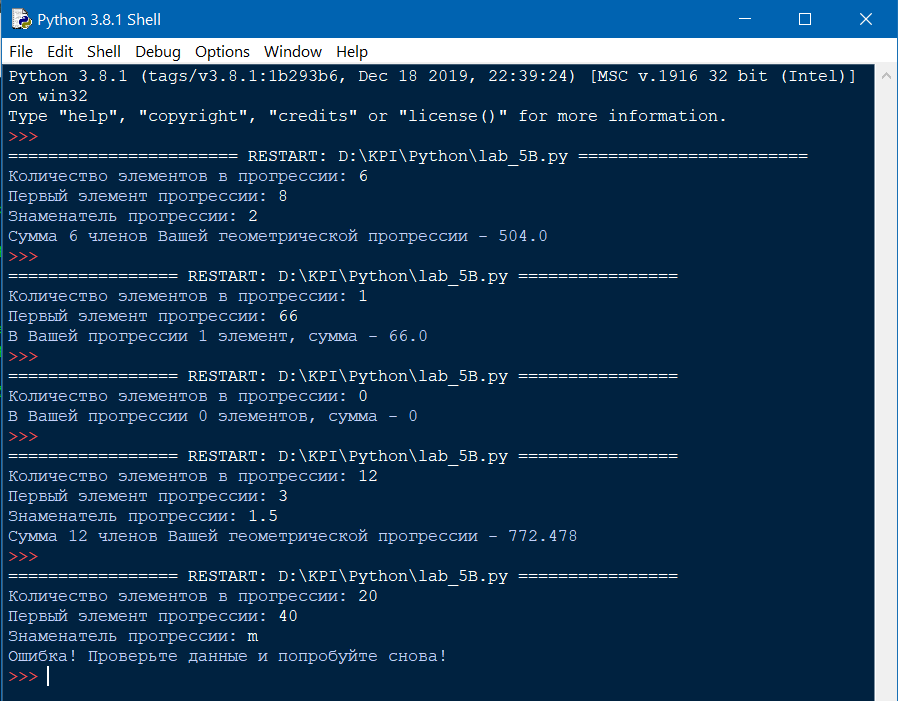 Python 3.8.1 Shell
File Edit Shell Debug Options Window Help
Python 3.8.1 (tags/v3.8.1:1b293b6, Dec 18 2019, 22:39:24) [MSC v.1916 32 bit (Intel)]
on win32
Type "help", "copyright", "credits" or "license()" for more information.
>>>
======================= RESTART: D:\KPI\Python\lab_5B.py =======================
Количество элементов в прогрессии: 6
Первый элемент прогрессии: 8
Знаменатель прогрессии: 2
Сумма 6 членов Вашей геометрической прогрессии - 504.0
>>>
================= RESTART: D:\KPI\Python\lab_5B.py ================
Количество элементов в прогрессии: 1
Первый элемент прогрессии: 66
В Вашей прогрессии 1 элемент, сумма - 66.0
>>>
================= RESTART: D:\KPI\Python\lab_5B.py ================
Количество элементов в прогрессии: 0
В Вашей прогрессии 0 элементов, сумма - 0
>>>
================= RESTART: D:\KPI\Python\lab_5B.py ================
Количество элементов в прогрессии: 12
Первый элемент прогрессии: 3
Знаменатель прогрессии: 1.5
Сумма 12 членов Вашей геометрической прогрессии - 772.478
>>>
================= RESTART: D:\KPI\Python\lab_5B.py ================
Количество элементов в прогрессии: 20
Первый элемент прогрессии: 40
Знаменатель прогрессии: m
Ошибка! Проверьте данные и попробуйте снова!
>>>